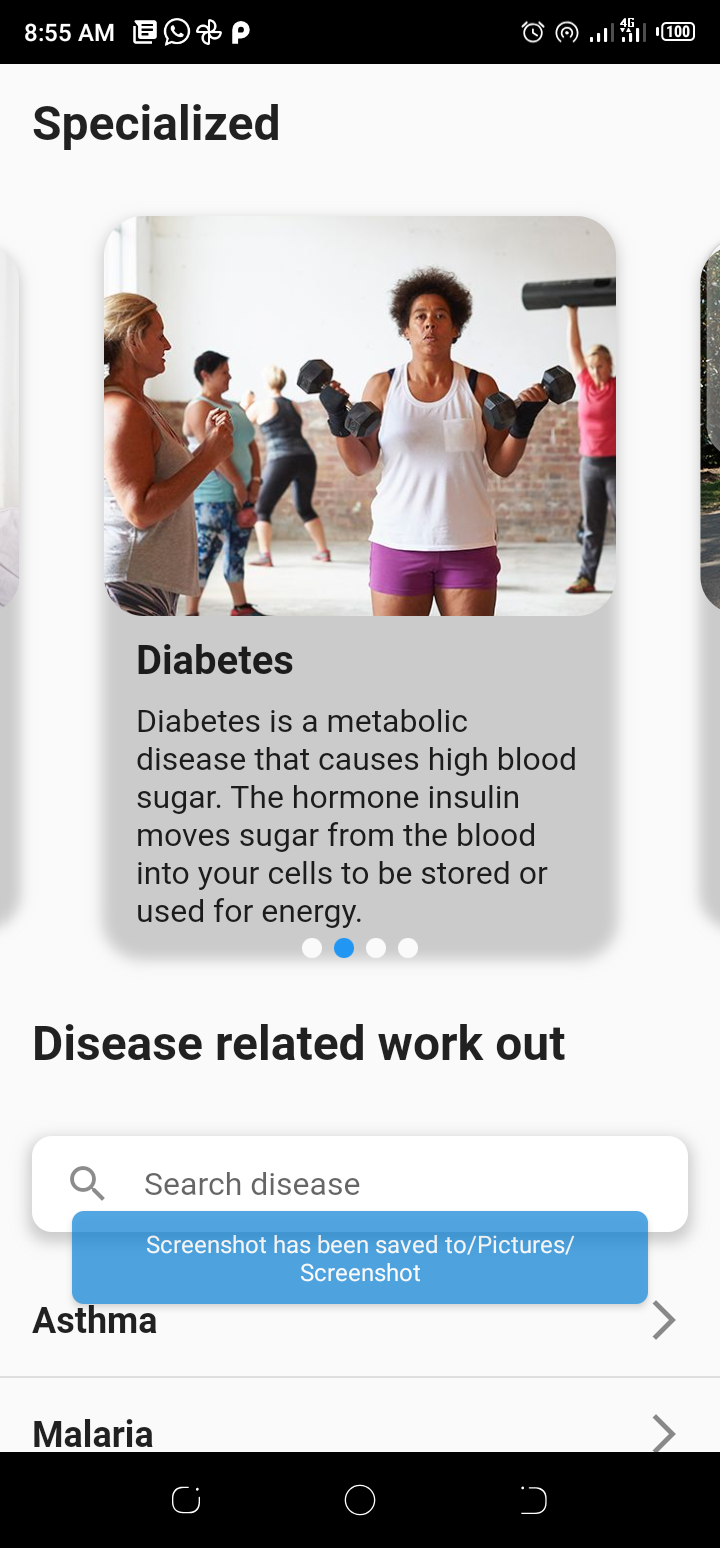 8:55 AM
4G
100
Specialized
Diabetes
Diabetes is a metabolic
disease that causes high blood
sugar. The hormone insulin
moves sugar from the blood
into your cells to be stored or
used for energy.
Disease related work out
Search disease
Screenshot has been saved to/Pictures/
Screenshot
Asthma
Malaria